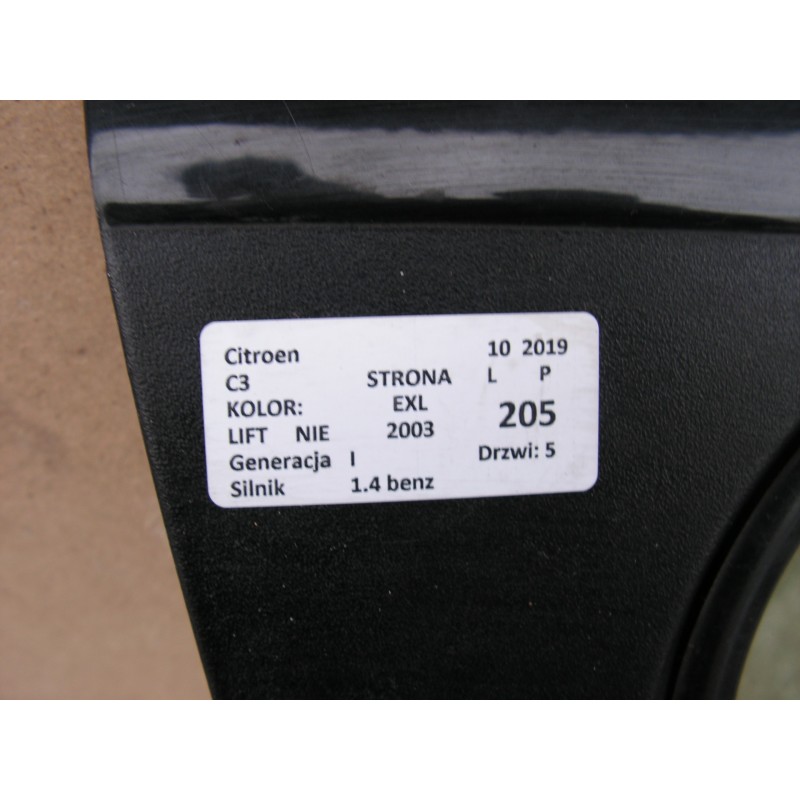 Citroen 10 2019
C3 STRONA L P
KOLOR: EXL 205
LIFT NIE 2003
Generacja I Drzwi: 5
Silnik 1.4 benz